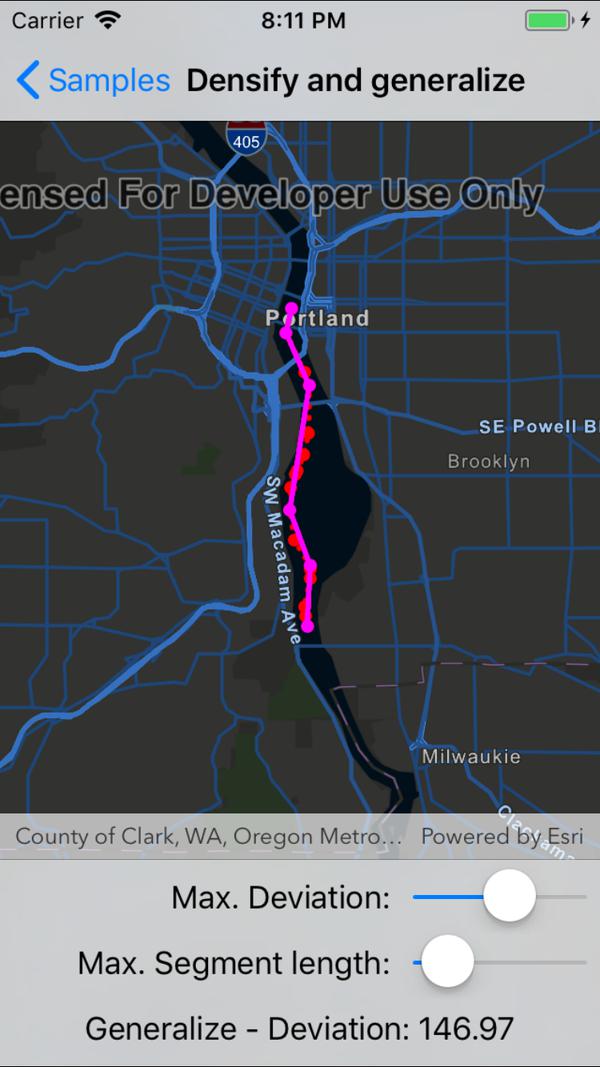 Carrier 8:11 PM
Samples Densify and generalize
405
ensed For Developer Use Only
Portland
SE Powell Bl
Brooklyn
SW Macadam Ave
Milwaukie
Clackama
County of Clark, WA, Oregon Metro... Powered by Esri
Max. Deviation:
Max. Segment length:
Generalize - Deviation: 146.97